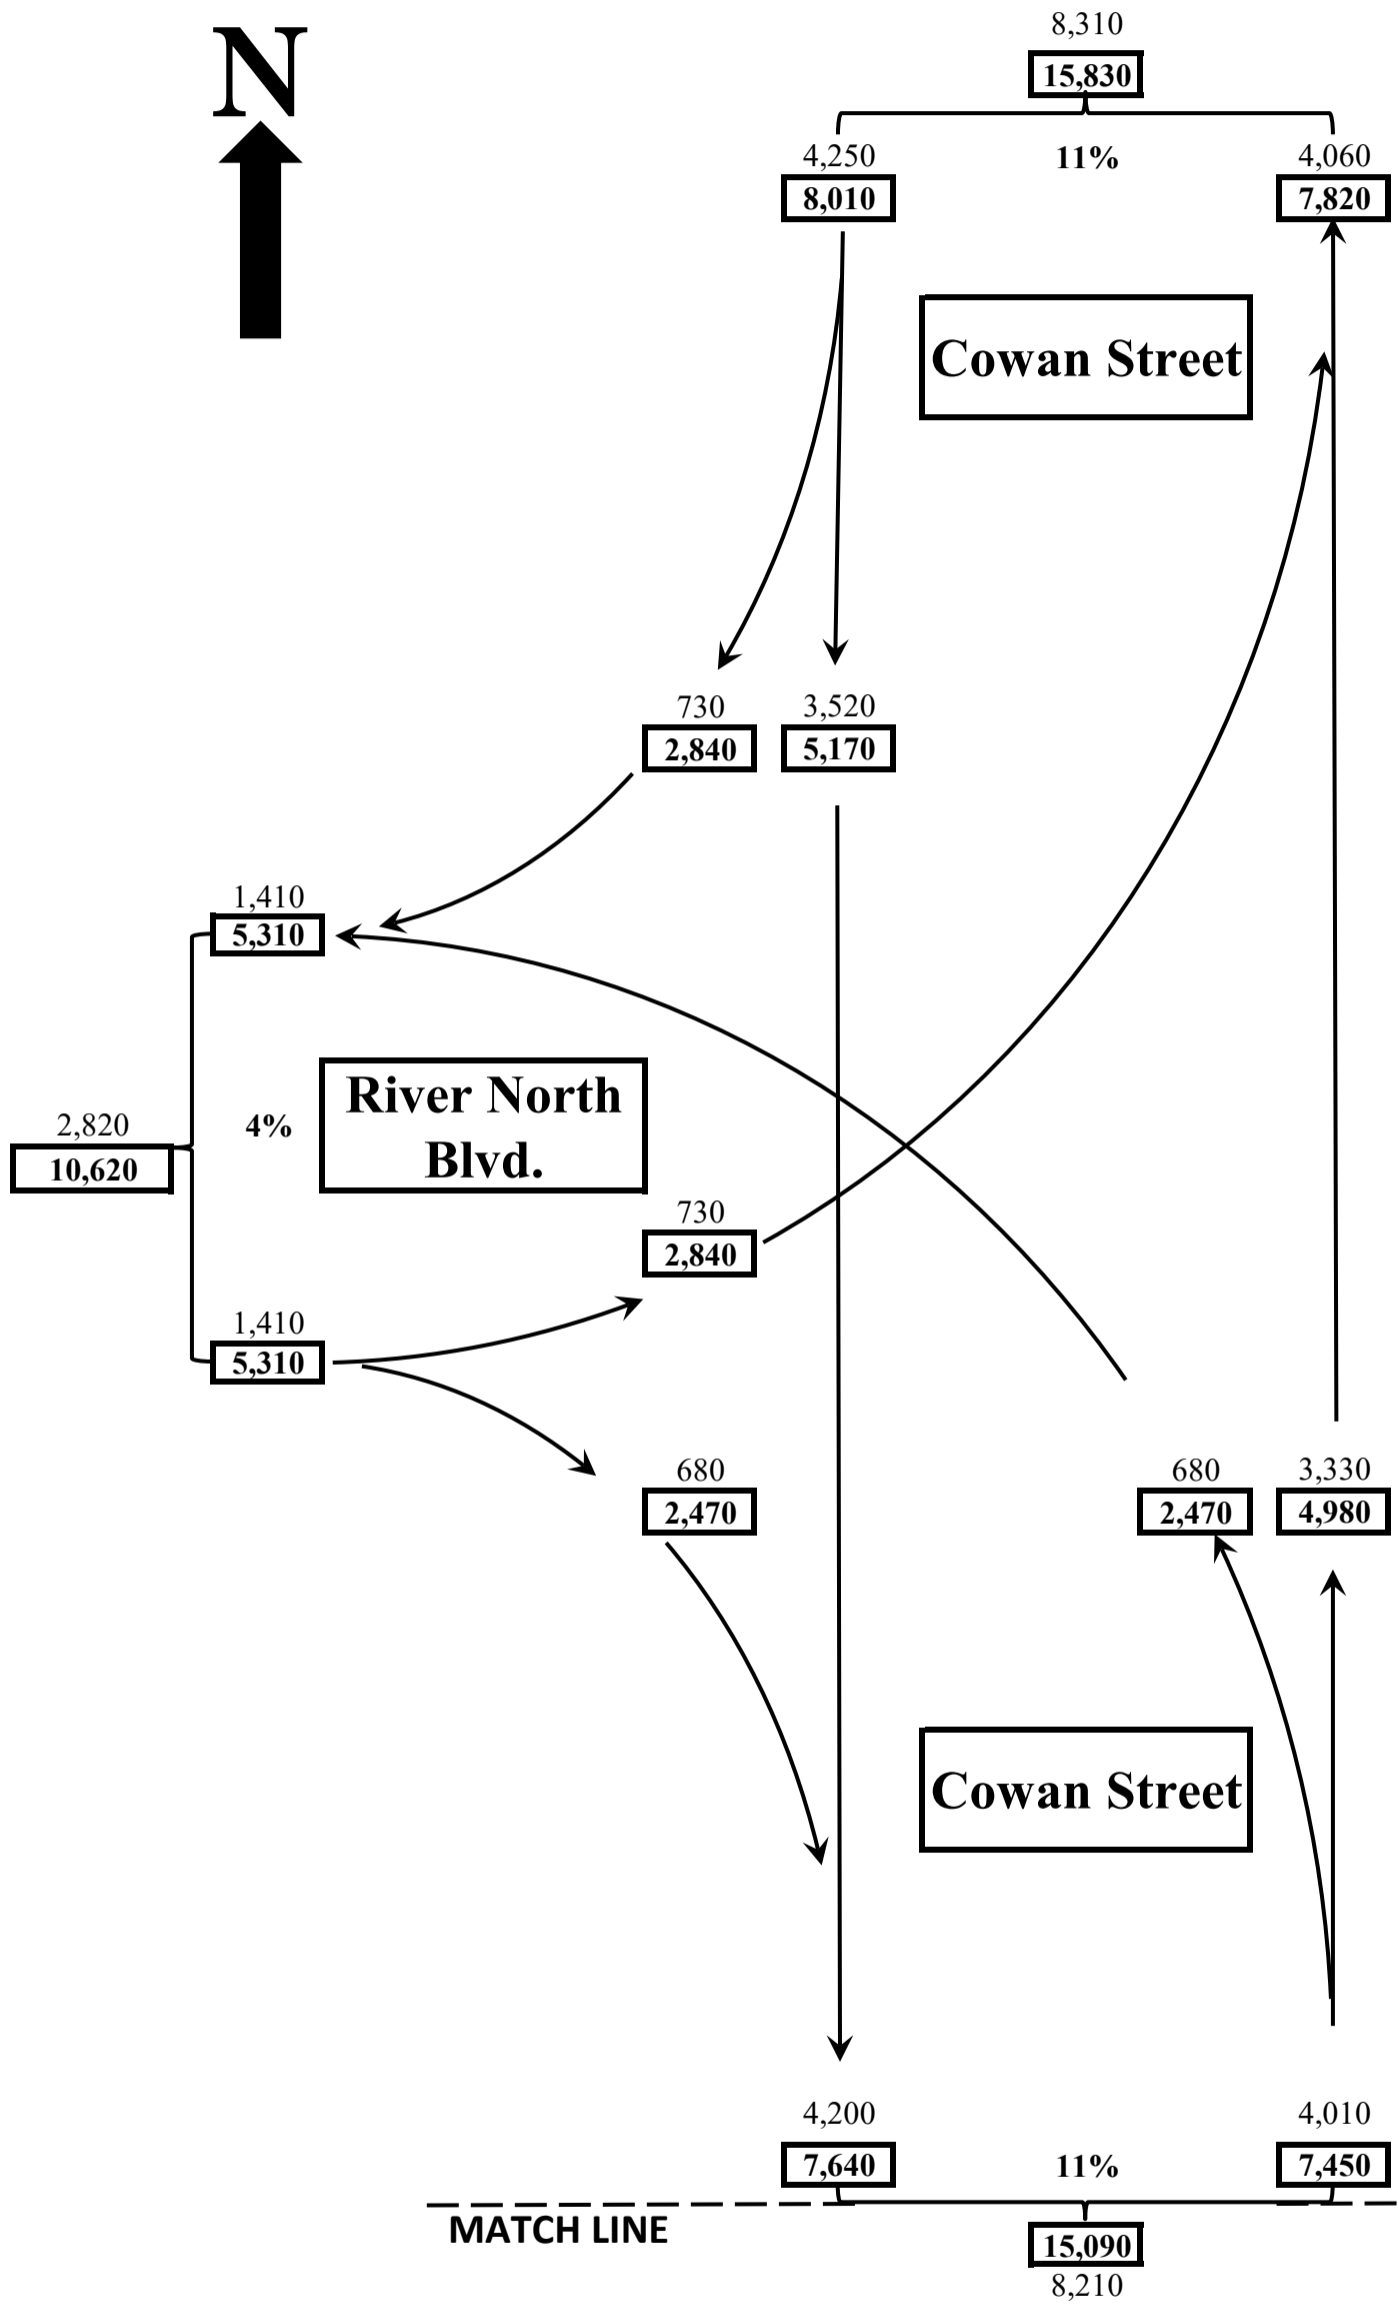 N
8,310
15,830
4,250 11% 4,060
8,010 7,820
Cowan Street
730 3,520
2,840 5,170
1,410
5,310
River North
Blvd.
2,820 4%
10,620
730
2,840
1,410
5,310
680 680 3,330
2,470 2,470 4,980
Cowan Street
4,200 4,010
7,640 11% 7,450
MATCH LINE
15,090
8,210